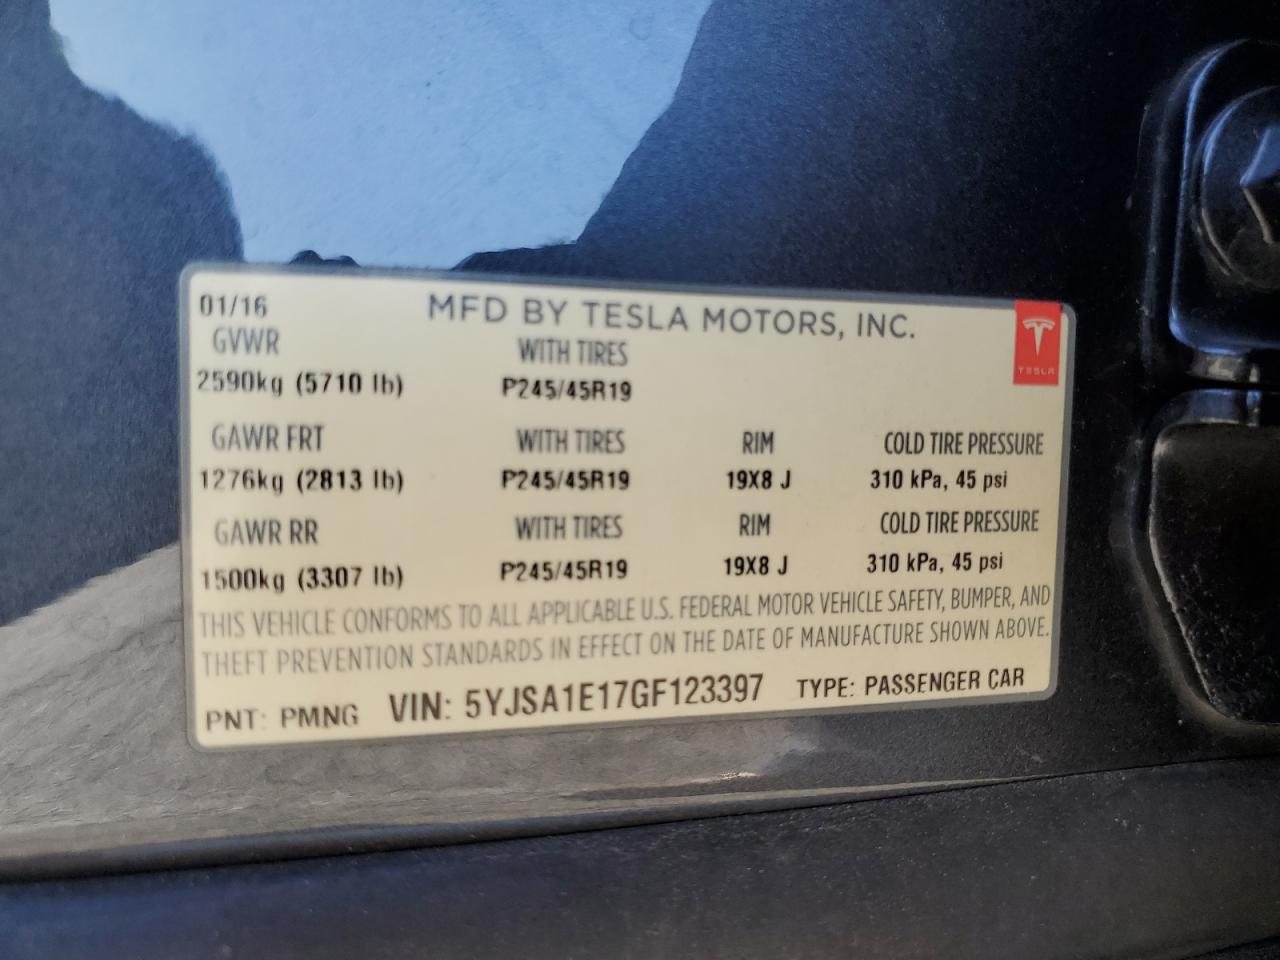 01/16 MFD BY TESLA MOTORS, INC.
GVWR WITH TIRES
2590kg (5710 lb) P245/45R19
TESLA
GAWR FRT WITH TIRES RIM COLD TIRE PRESSURE
1276kg (2813 lb) P245/45R19 19X8 J 310 kPa, 45 psi
GAWR RR WITH TIRES RIM COLD TIRE PRESSURE
1500kg (3307 lb) P245/45R19 19X8 J 310 kPa, 45 psi
THIS VEHICLE CONFORMS TO ALL APPLICABLE U.S. FEDERAL MOTOR VEHICLE SAFETY, BUMPER, AND
THEFT PREVENTION STANDARDS IN EFFECT ON THE DATE OF MANUFACTURE SHOWN ABOVE.
PNT: PMNG VIN: 5YJSA1E17GF123397 TYPE: PASSENGER CAR